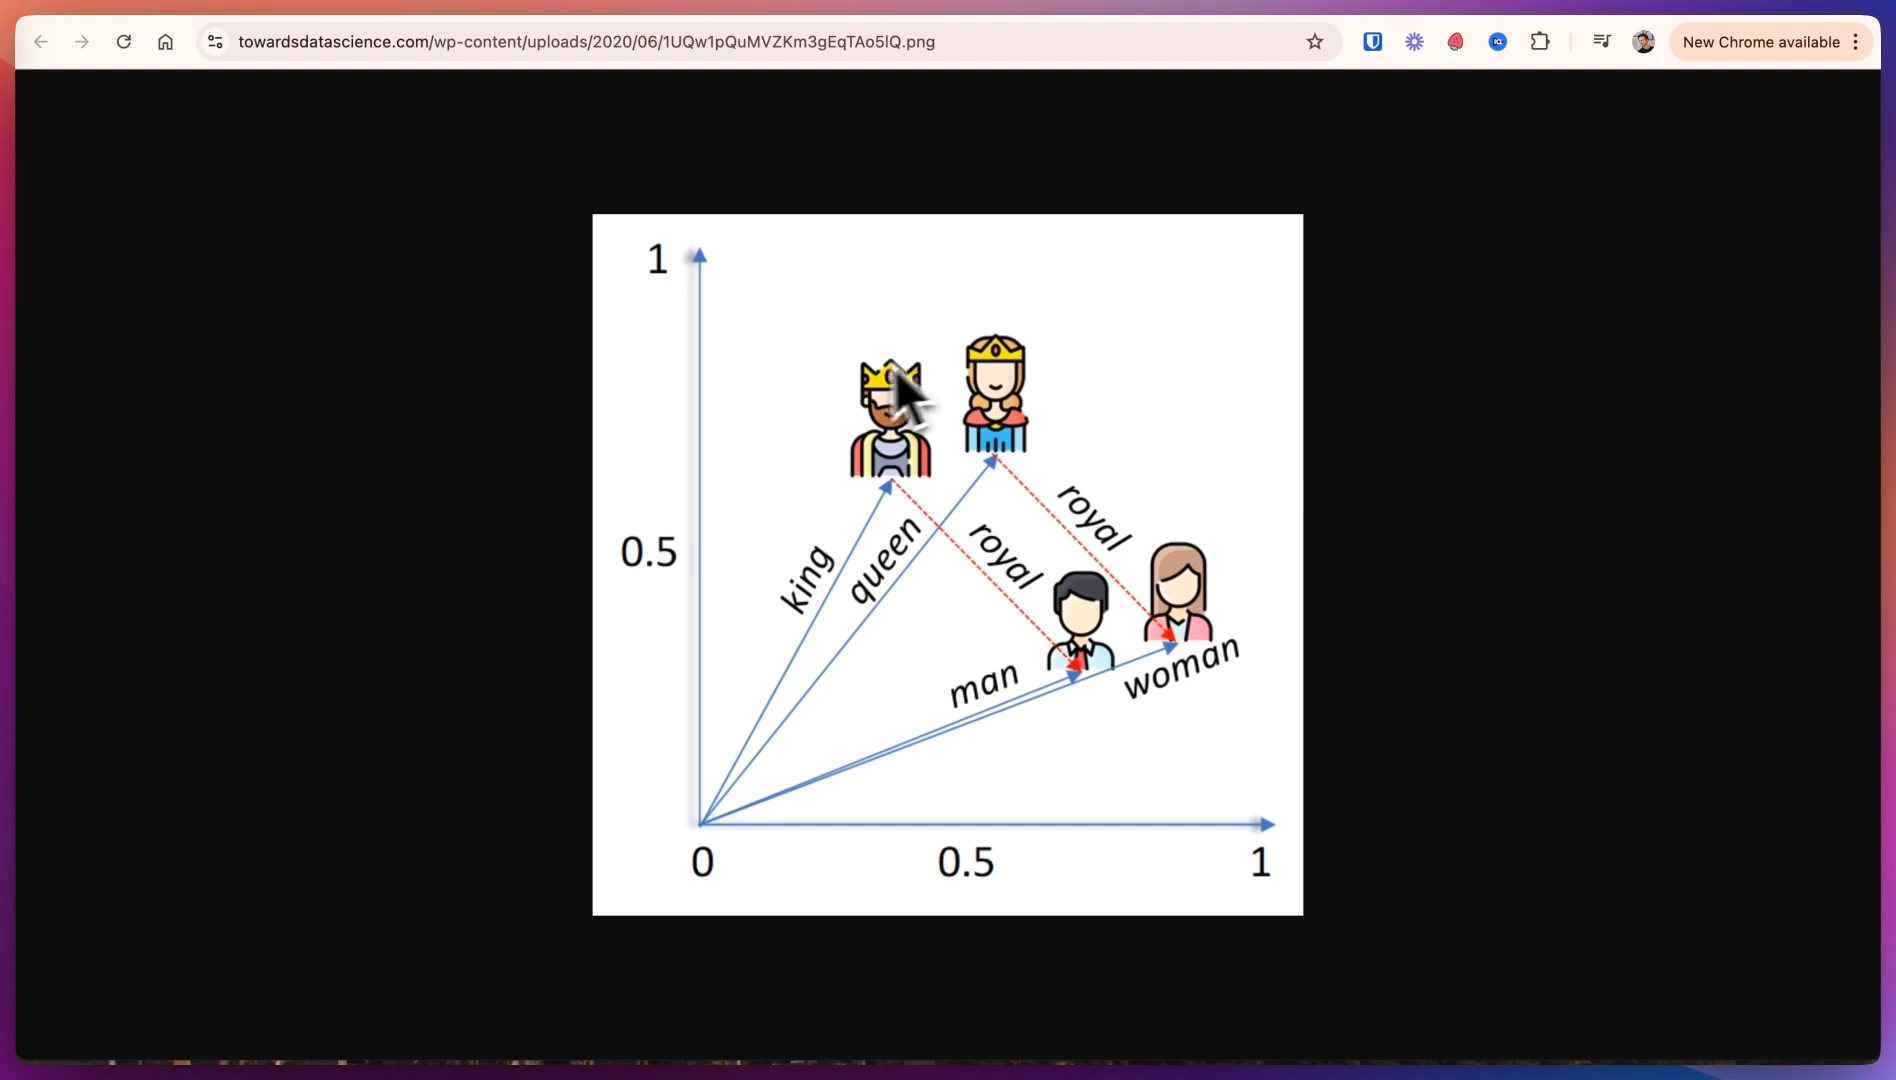 towardsdatascience.com/wp-content/uploads/2020/06/1UQw1pQuMVZKm3gEqTAo5lQ.png
New Chrome available
1
royal
queen
royal
king
0.5
man
woman
0
0.5
1